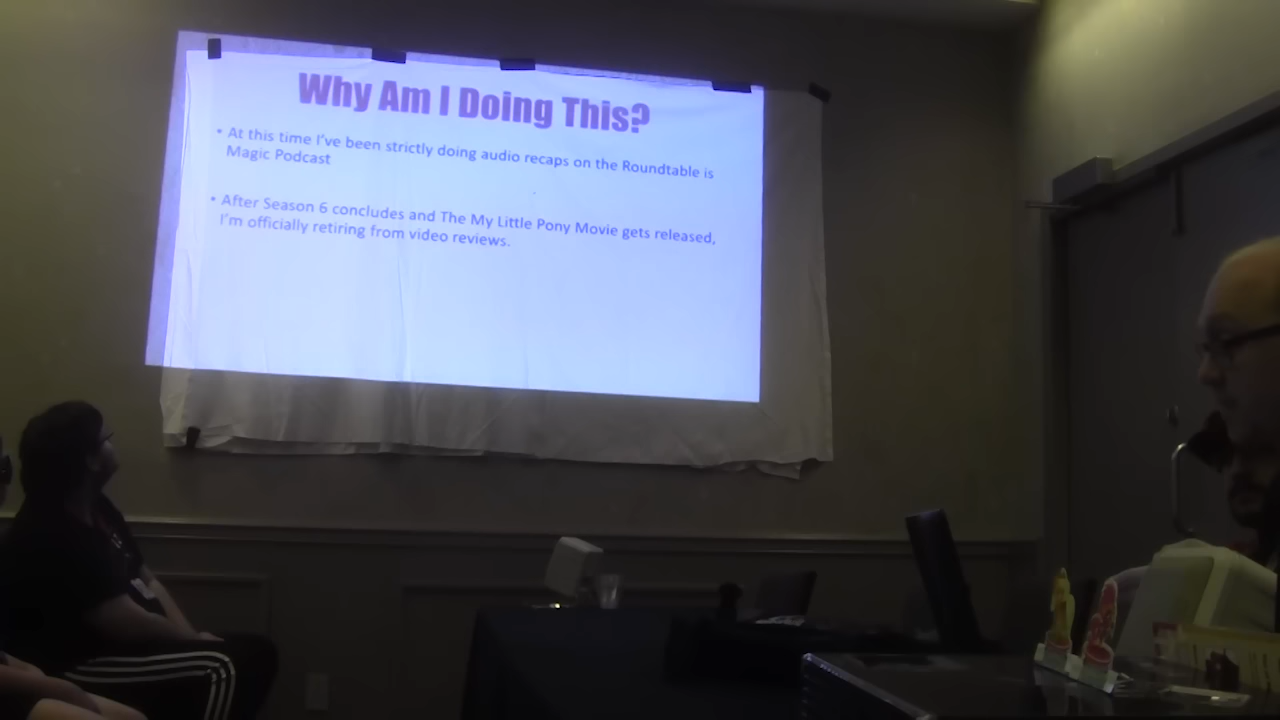 Why Am I Doing This?
• At this time I've been strictly doing audio recaps on the Roundtable is
Magic Podcast
• After Season 6 concludes and The My Little Pony Movie gets released,
I'm officially retiring from video reviews.